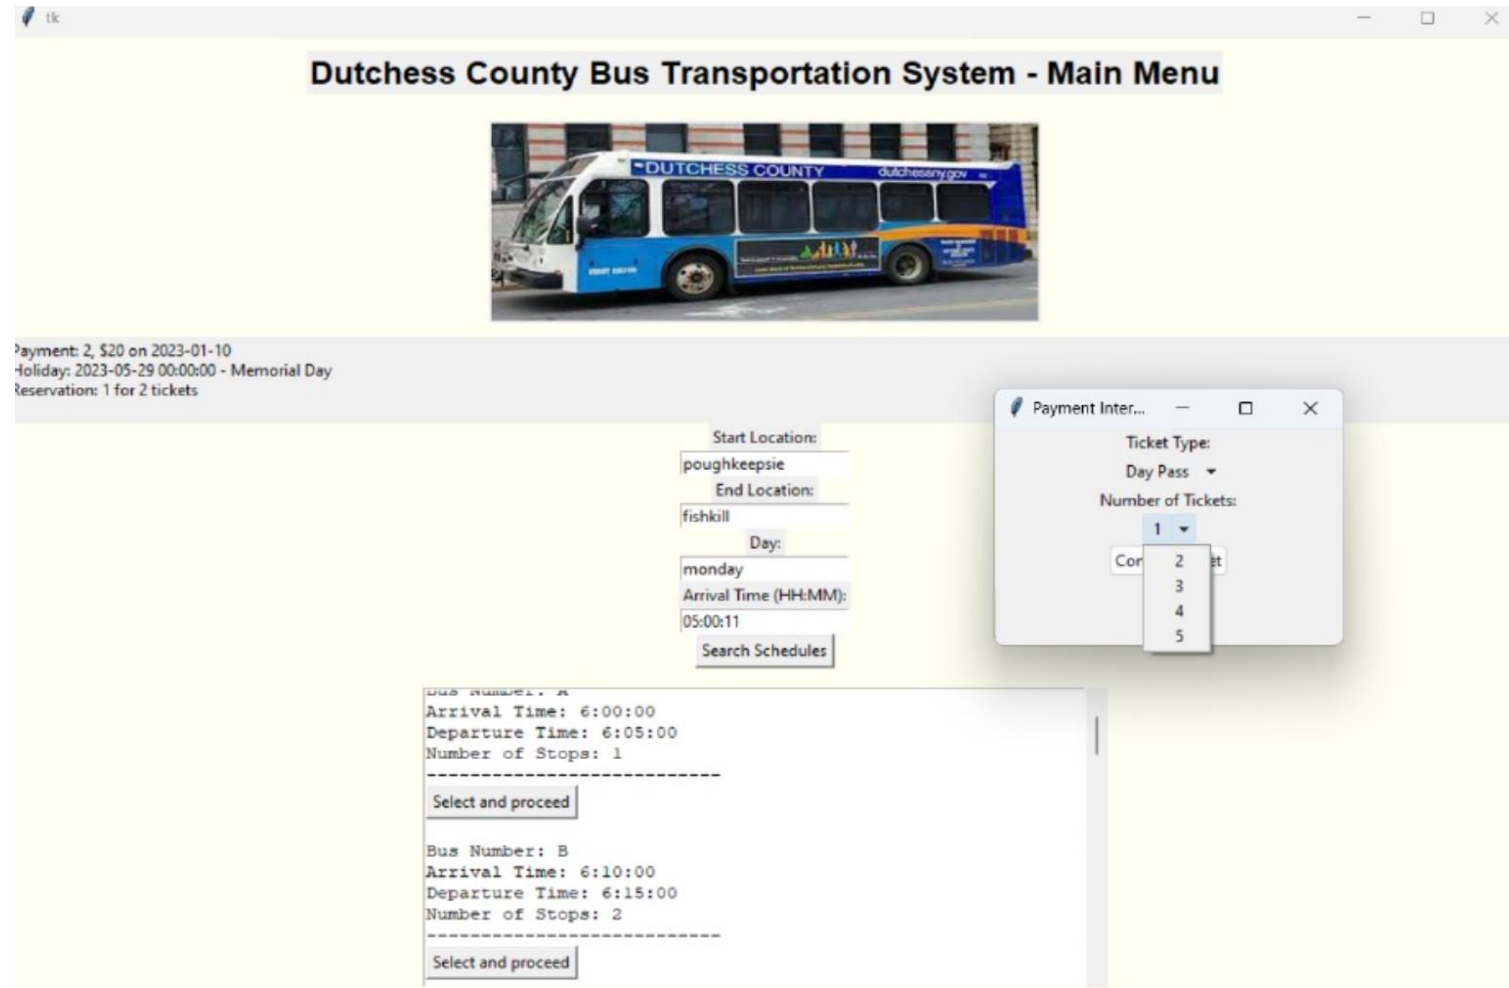 tk
Dutchess County Bus Transportation System - Main Menu
DUTCHESS COUNTY
dutchessny.gov
Payment: 2, $20 on 2023-01-10
Holiday: 2023-05-29 00:00:00 - Memorial Day
Reservation: 1 for 2 tickets
Start Location:
poughkeepsie
End Location:
fishkill
Day:
monday
Arrival Time (HH:MM):
05:00:11
Search Schedules
Payment Inter...
Ticket Type:
Day Pass
Number of Tickets:
1
2
3
4
5
Bus Number: A
Arrival Time: 6:00:00
Departure Time: 6:05:00
Number of Stops: 1
----------------------------
Select and proceed
Bus Number: B
Arrival Time: 6:10:00
Departure Time: 6:15:00
Number of Stops: 2
----------------------------
Select and proceed